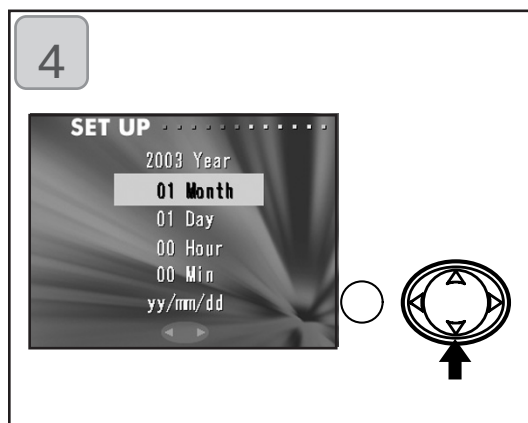 4
SET UP
2003 Year
01 Month
01 Day
00 Hour
00 Min
yy/mm/dd